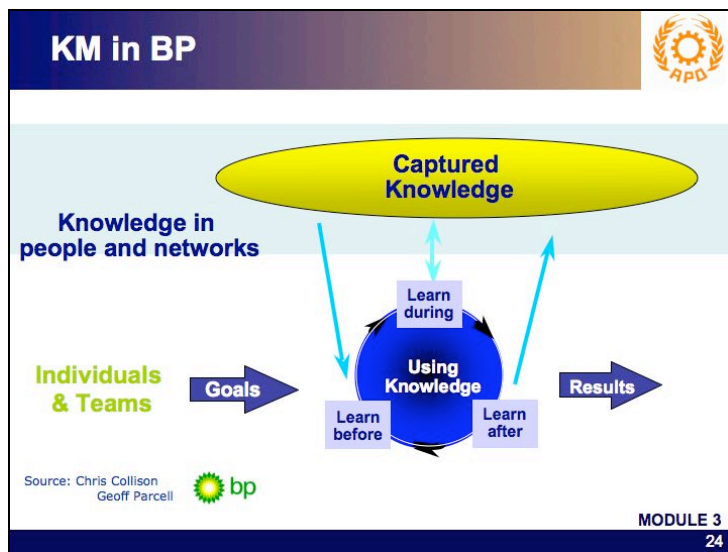 KM in BP
APO
Captured
Knowledge
Knowledge in
people and networks
Learn
during
Individuals
& Teams
Goals
Using
Knowledge
Results
Learn
before
Learn
after
Source: Chris Collison
Geoff Parcell
bp
MODULE 3
24